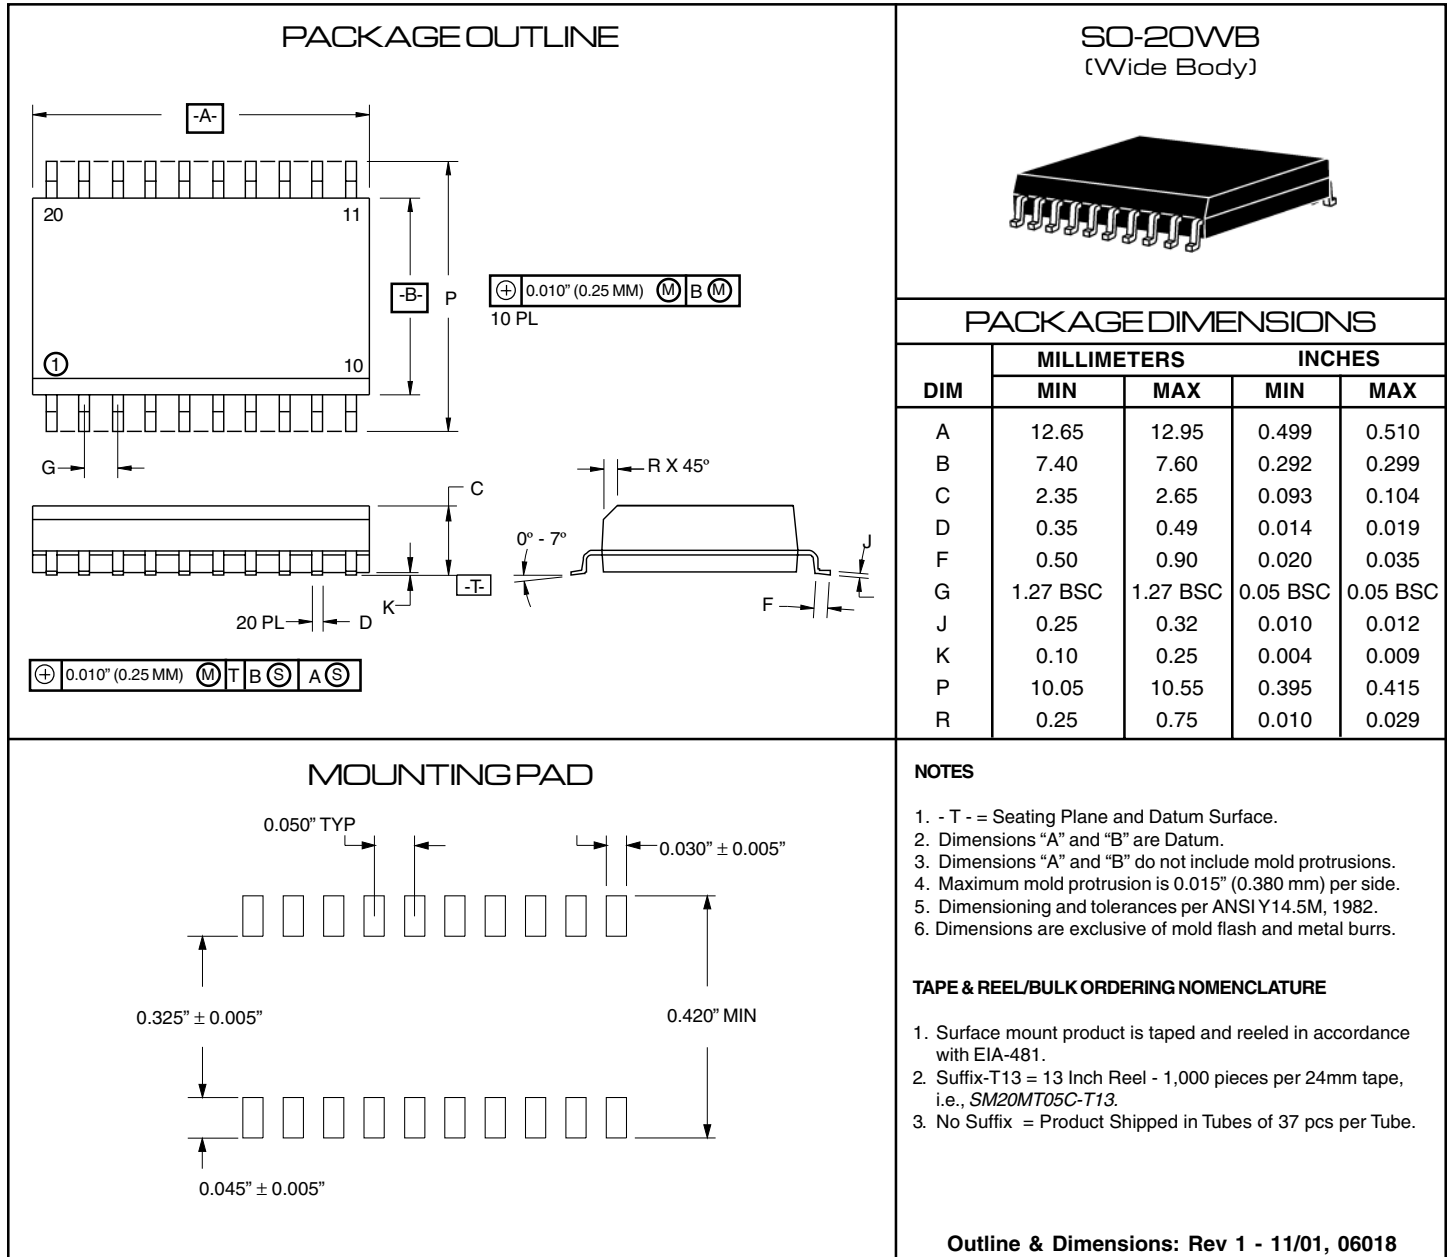 PACKAGE OUTLINE
-A-
20
11
-B-
P
⌖ 0.010" (0.25 MM) Ⓜ B Ⓜ
10 PL
1
10
G
C
R X 45º
0º - 7º
J
-T-
K
F
20 PL
D
⌖ 0.010" (0.25 MM) Ⓜ T B Ⓢ A Ⓢ
SO-20WB
(Wide Body)
PACKAGE DIMENSIONS
MILLIMETERS INCHES
DIM MIN MAX MIN MAX
A 12.65 12.95 0.499 0.510
B 7.40 7.60 0.292 0.299
C 2.35 2.65 0.093 0.104
D 0.35 0.49 0.014 0.019
F 0.50 0.90 0.020 0.035
G 1.27 BSC 1.27 BSC 0.05 BSC 0.05 BSC
J 0.25 0.32 0.010 0.012
K 0.10 0.25 0.004 0.009
P 10.05 10.55 0.395 0.415
R 0.25 0.75 0.010 0.029
MOUNTING PAD
0.050” TYP
0.030” ± 0.005”
0.325” ± 0.005”
0.420” MIN
0.045” ± 0.005”
NOTES
1. - T - = Seating Plane and Datum Surface.
2. Dimensions “A” and “B” are Datum.
3. Dimensions “A” and “B” do not include mold protrusions.
4. Maximum mold protrusion is 0.015” (0.380 mm) per side.
5. Dimensioning and tolerances per ANSI Y14.5M, 1982.
6. Dimensions are exclusive of mold flash and metal burrs.
TAPE & REEL/BULK ORDERING NOMENCLATURE
1. Surface mount product is taped and reeled in accordance
with EIA-481.
2. Suffix-T13 = 13 Inch Reel - 1,000 pieces per 24mm tape,
i.e., SM20MT05C-T13.
3. No Suffix = Product Shipped in Tubes of 37 pcs per Tube.
Outline & Dimensions: Rev 1 - 11/01, 06018